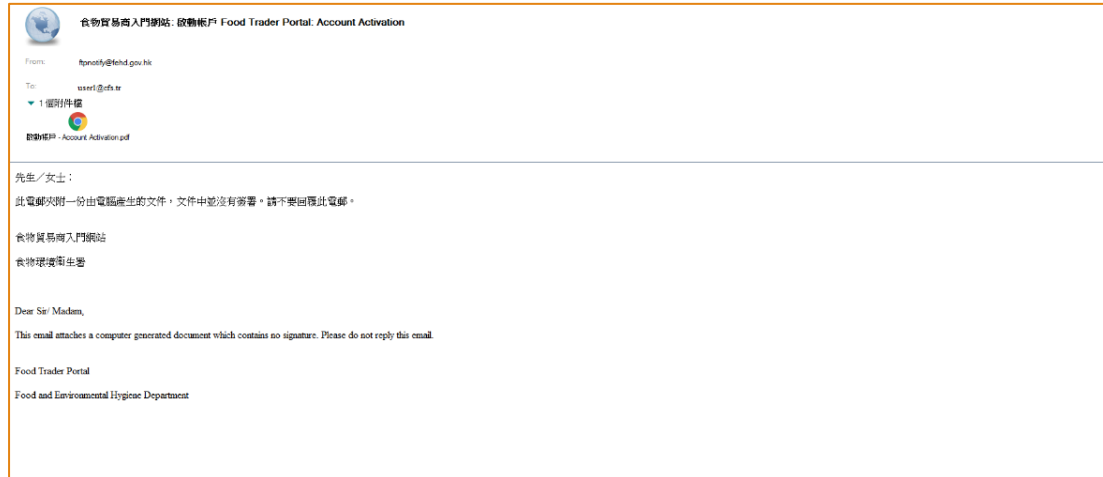 食物貿易商入門網站: 啟動帳戶 Food Trader Portal: Account Activation
From: ftpnotify@fehd.gov.hk
To: user1@cfs.tr
1 個附件檔
啟動帳戶 - Account Activation.pdf
先生／女士：
此電郵夾附一份由電腦產生的文件，文件中並沒有簽署。請不要回覆此電郵。
食物貿易商入門網站
食物環境衞生署
Dear Sir/ Madam,
This email attaches a computer generated document which contains no signature. Please do not reply this email.
Food Trader Portal
Food and Environmental Hygiene Department